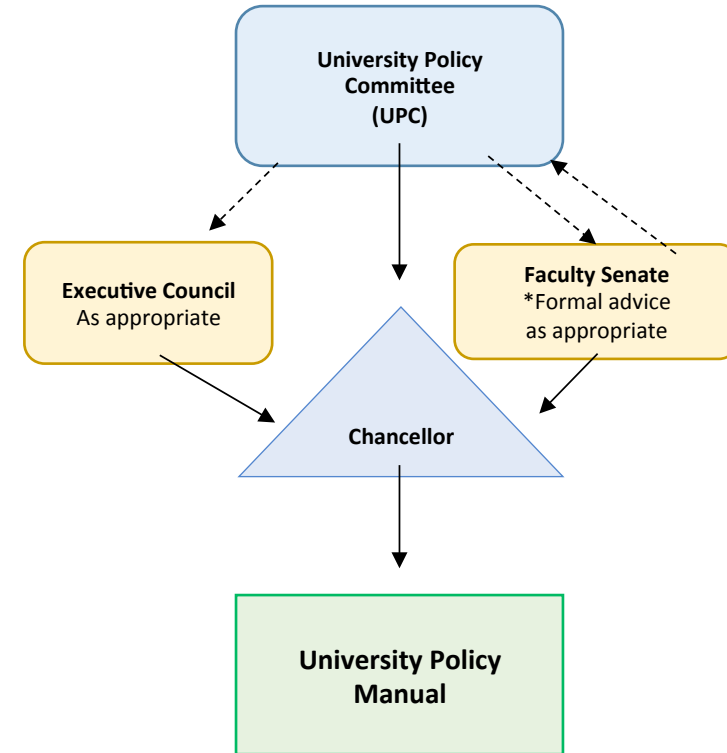 University Policy
Committee
(UPC)
Executive Council
As appropriate
Faculty Senate
*Formal advice
as appropriate
Chancellor
University Policy
Manual